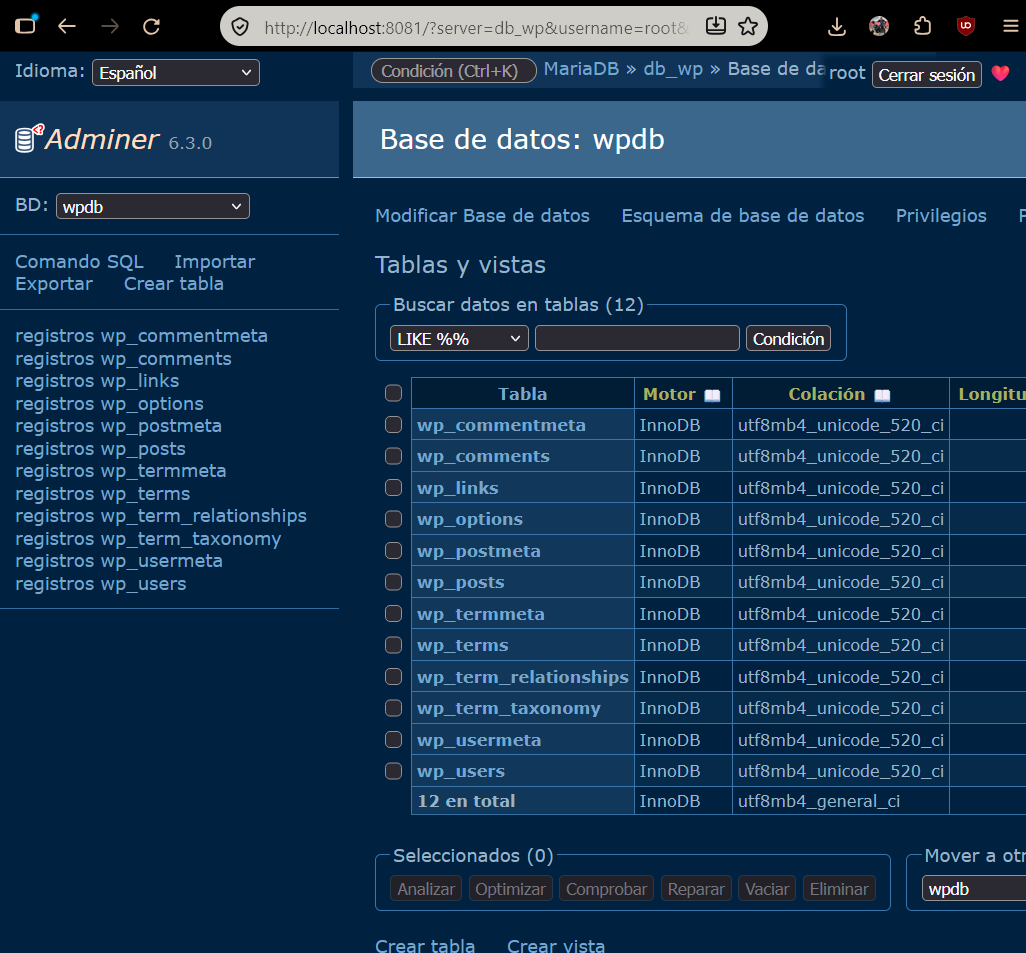 http://localhost:8081/?server=db_wp&username=root&
Idioma: Español
Condición (Ctrl+K) MariaDB » db_wp » Base de da root Cerrar sesión
Adminer 6.3.0
Base de datos: wpdb
BD: wpdb
Comando SQL Importar
Exportar Crear tabla
registros wp_commentmeta
registros wp_comments
registros wp_links
registros wp_options
registros wp_postmeta
registros wp_posts
registros wp_termmeta
registros wp_terms
registros wp_term_relationships
registros wp_term_taxonomy
registros wp_usermeta
registros wp_users
Modificar Base de datos Esquema de base de datos Privilegios
Tablas y vistas
Buscar datos en tablas (12)
LIKE %% Condición
Tabla Motor Colación Longitu
wp_commentmeta InnoDB utf8mb4_unicode_520_ci
wp_comments InnoDB utf8mb4_unicode_520_ci
wp_links InnoDB utf8mb4_unicode_520_ci
wp_options InnoDB utf8mb4_unicode_520_ci
wp_postmeta InnoDB utf8mb4_unicode_520_ci
wp_posts InnoDB utf8mb4_unicode_520_ci
wp_termmeta InnoDB utf8mb4_unicode_520_ci
wp_terms InnoDB utf8mb4_unicode_520_ci
wp_term_relationships InnoDB utf8mb4_unicode_520_ci
wp_term_taxonomy InnoDB utf8mb4_unicode_520_ci
wp_usermeta InnoDB utf8mb4_unicode_520_ci
wp_users InnoDB utf8mb4_unicode_520_ci
12 en total InnoDB utf8mb4_general_ci
Seleccionados (0)
Analizar Optimizar Comprobar Reparar Vaciar Eliminar
Mover a otr
wpdb
Crear tabla Crear vista